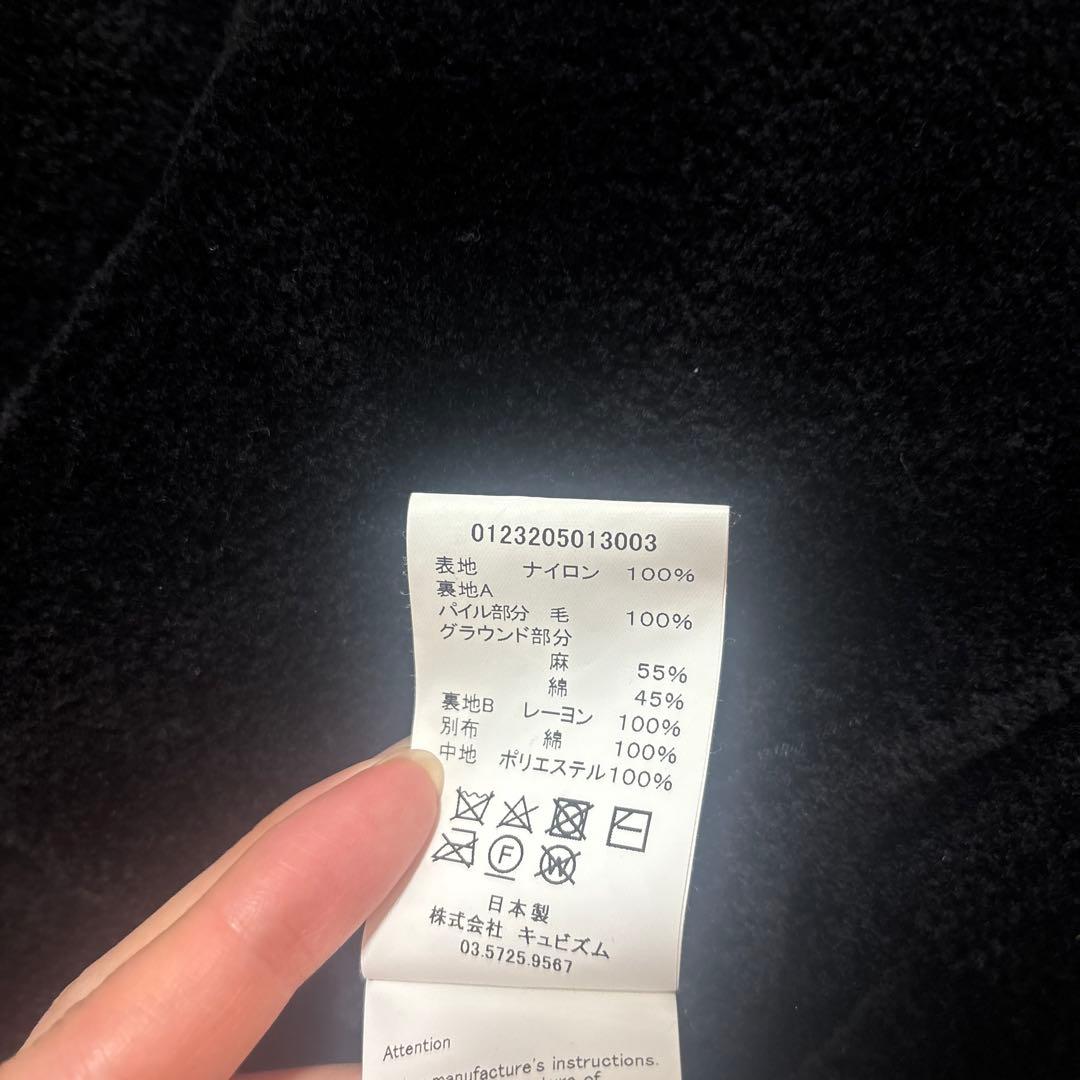 0123205013003
表地 ナイロン 100%
裏地A
パイル部分 毛 100%
グラウンド部分
麻 55%
綿 45%
裏地B レーヨン 100%
別布 綿 100%
中地 ポリエステル100%
F
W
日本製
株式会社 キュビズム
03.5725.9567
Attention
manufacture's instructions.
of